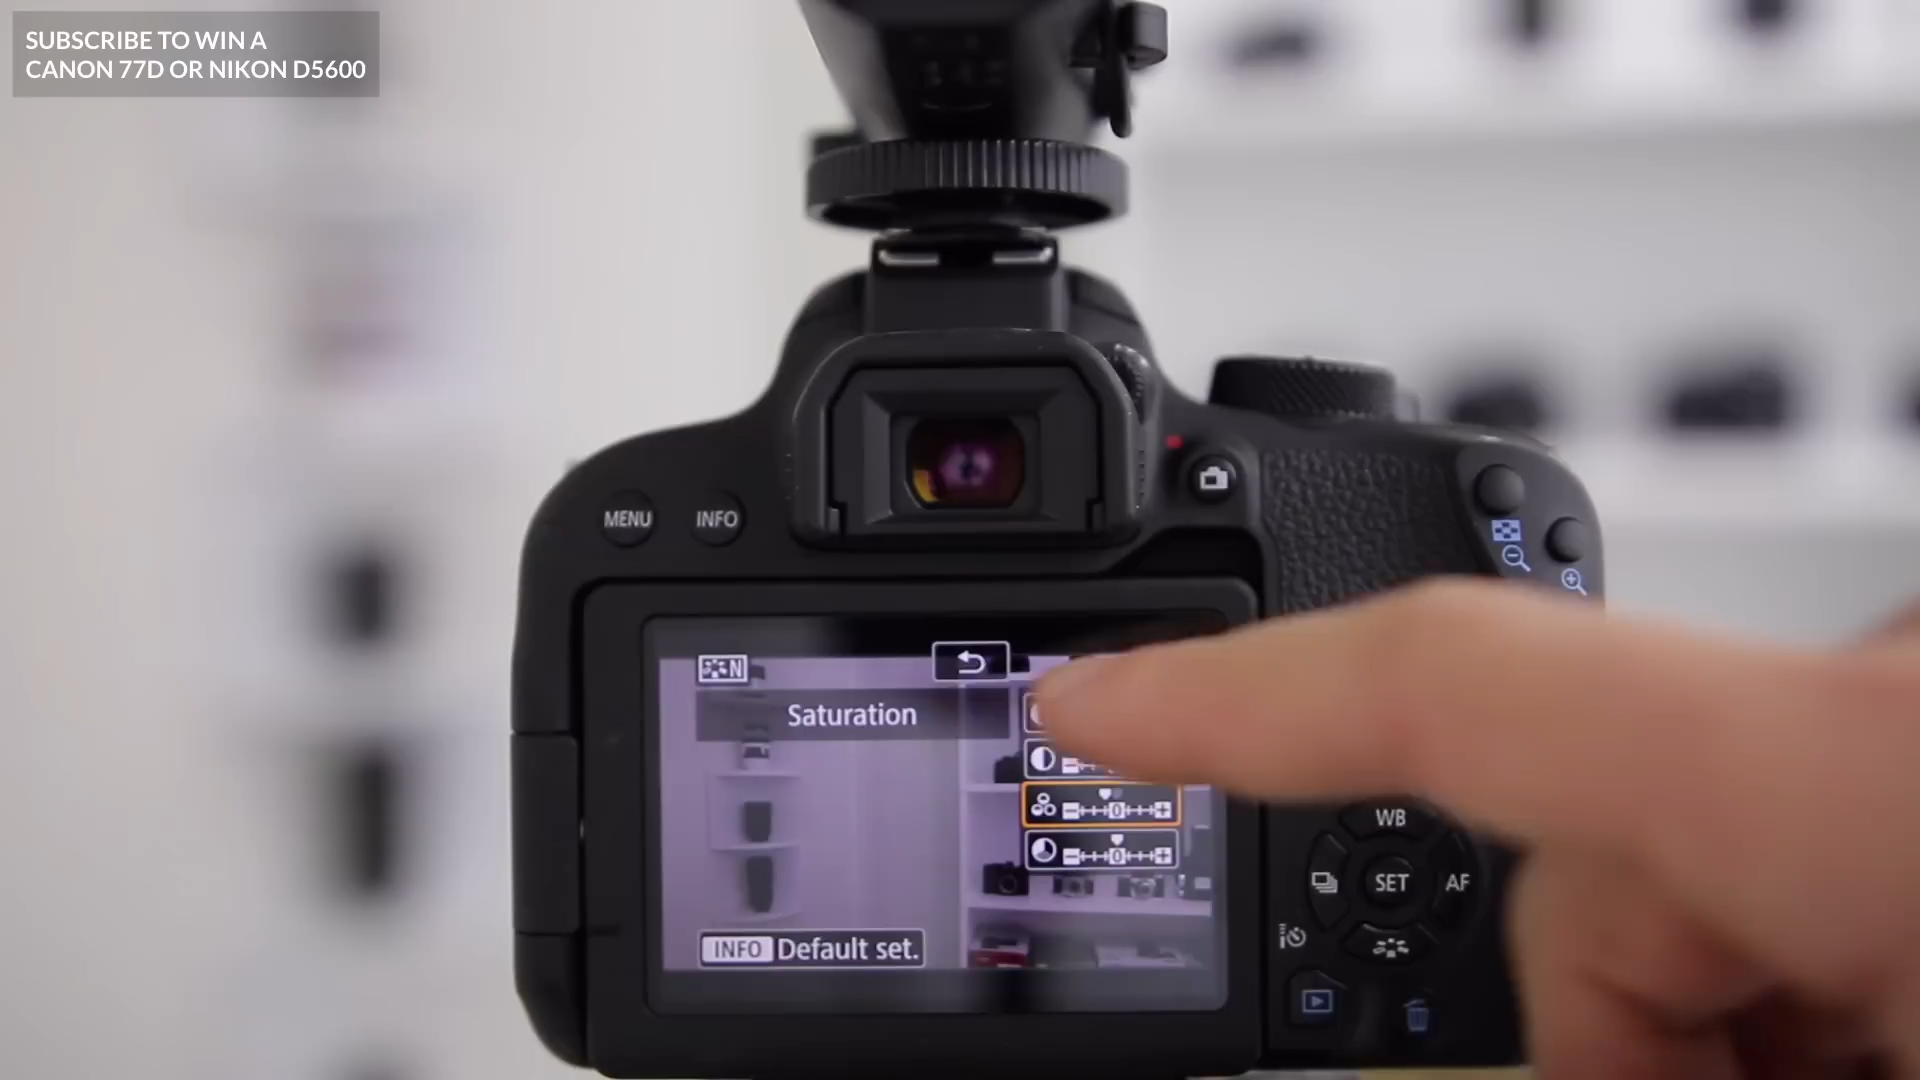 SUBSCRIBE TO WIN A
CANON 77D OR NIKON D5600
MENU
INFO
N
Saturation
0
0
INFO Default set.
WB
SET
AF